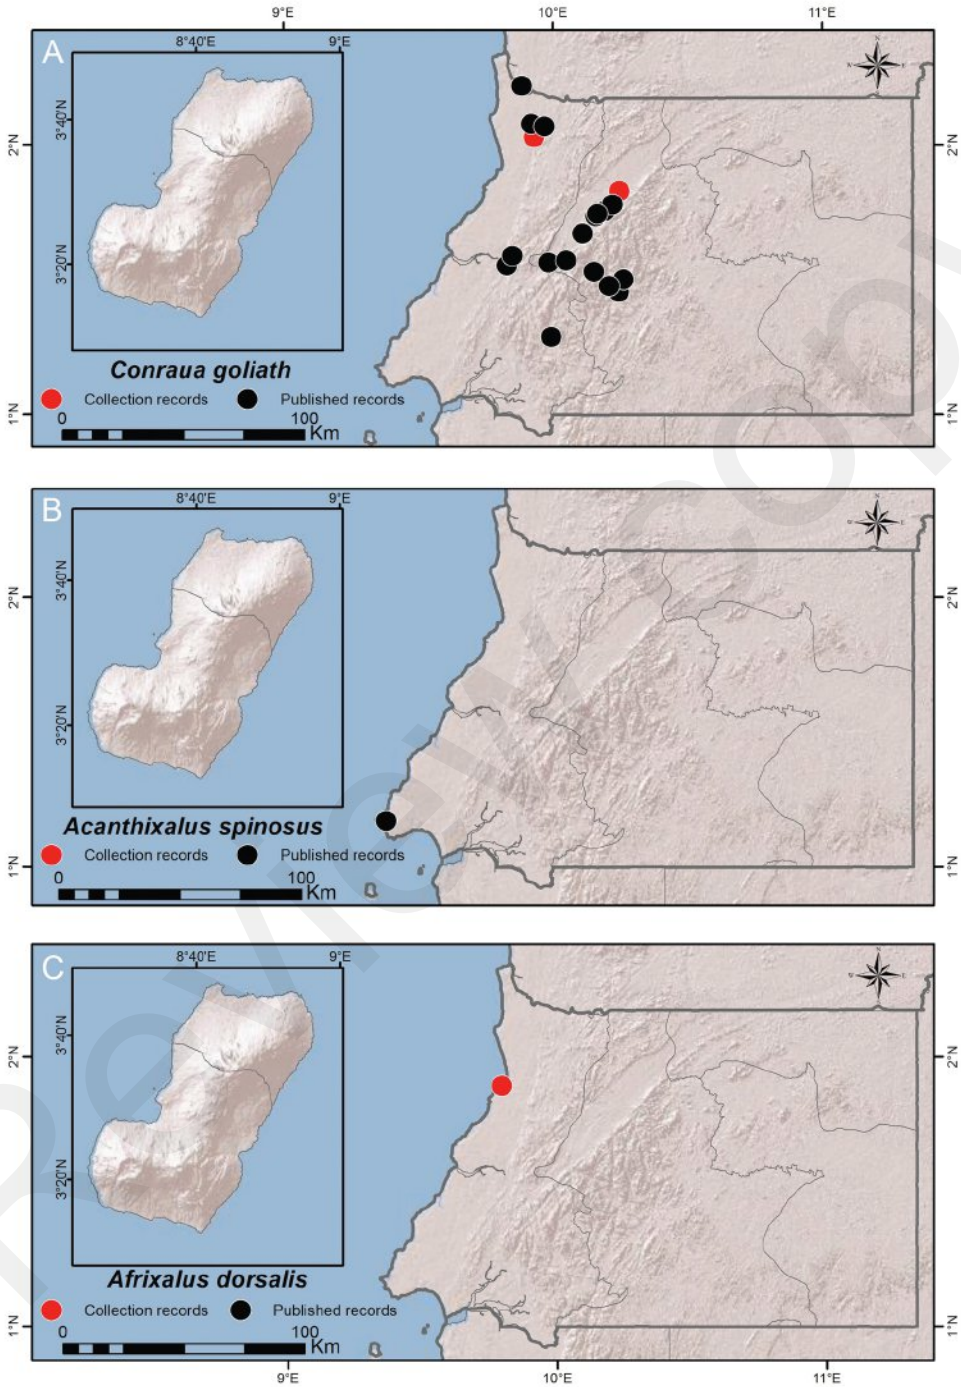 9°E 10°E 11°E
A
8°40'E 9°E
3°40'N
3°20'N
2°N 2°N
N
W E
S
Conraua goliath
Collection records Published records
0 100
Km
1°N 1°N
B
8°40'E 9°E
3°40'N
3°20'N
2°N 2°N
N
W E
S
Acanthixalus spinosus
Collection records Published records
0 100
Km
1°N 1°N
C
8°40'E 9°E
3°40'N
3°20'N
2°N 2°N
N
W E
S
Afrixalus dorsalis
Collection records Published records
0 100
Km
1°N 1°N
9°E 10°E 11°E
Review copy